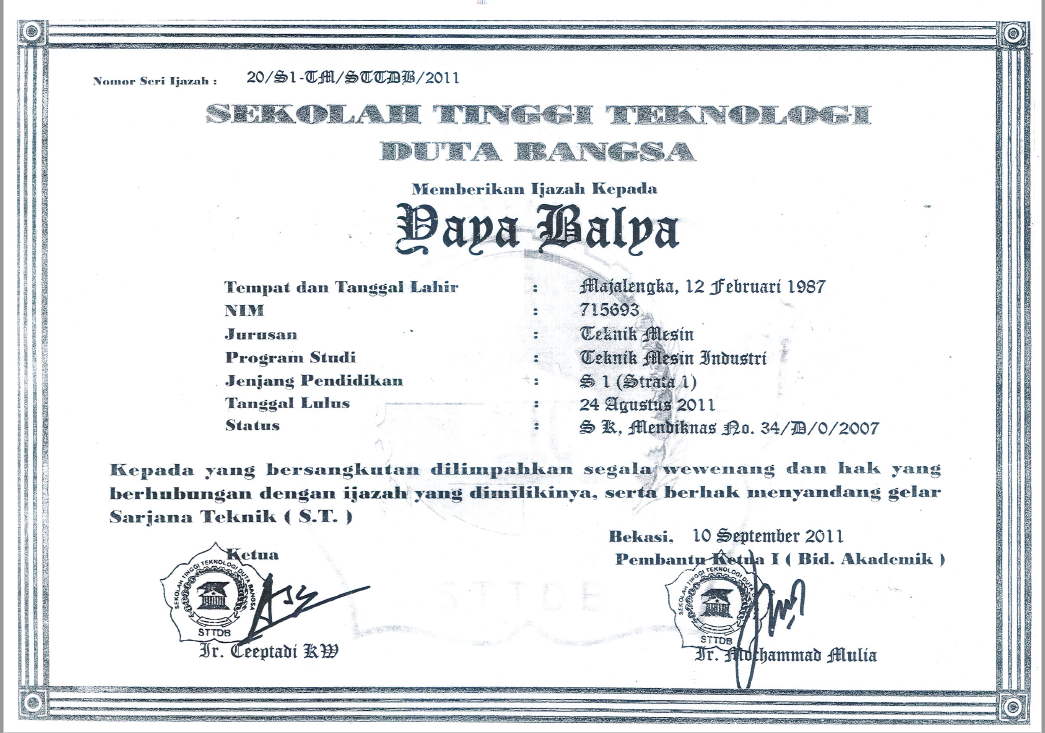 Nomor Seri Ijazah : 20/S1-TM/STTDB/2011
SEKOLAH TINGGI TEKNOLOGI
DUTA BANGSA
Memberikan Ijazah Kepada
Yaya Balya
Tempat dan Tanggal Lahir : Majalengka, 12 Februari 1987
NIM : 715693
Jurusan : Teknik Mesin
Program Studi : Teknik Mesin Industri
Jenjang Pendidikan : S 1 (Strata 1)
Tanggal Lulus : 24 Agustus 2011
Status : S K, Mendiknas No. 34/D/O/2007
Kepada yang bersangkutan dilimpahkan segala wewenang dan hak yang
berhubungan dengan ijazah yang dimilikinya, serta berhak menyandang gelar
Sarjana Teknik ( S.T. )
Bekasi, 10 September 2011
Ketua
Pembantu Ketua I ( Bid. Akademik )
SEKOLAH TINGGI TEKNOLOGI DUTA BANGSA
STTDB
SEKOLAH TINGGI TEKNOLOGI DUTA BANGSA
STTDB
Ir. Ceeptadi KW
Ir. Mochammad Mulia